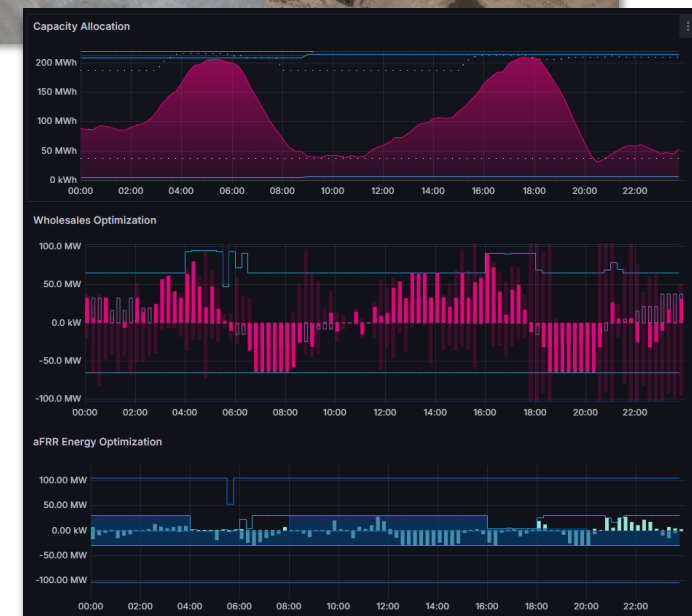 Capacity Allocation
200 MWh
150 MWh
100 MWh
50 MWh
0 kWh
00:00 02:00 04:00 06:00 08:00 10:00 12:00 14:00 16:00 18:00 20:00 22:00
Wholesales Optimization
100.0 MW
50.0 MW
0.0 kW
-50.0 MW
-100.0 MW
00:00 02:00 04:00 06:00 08:00 10:00 12:00 14:00 16:00 18:00 20:00 22:00
aFRR Energy Optimization
100.00 MW
50.00 MW
0.00 kW
-50.00 MW
-100.00 MW
00:00 02:00 04:00 06:00 08:00 10:00 12:00 14:00 16:00 18:00 20:00 22:00